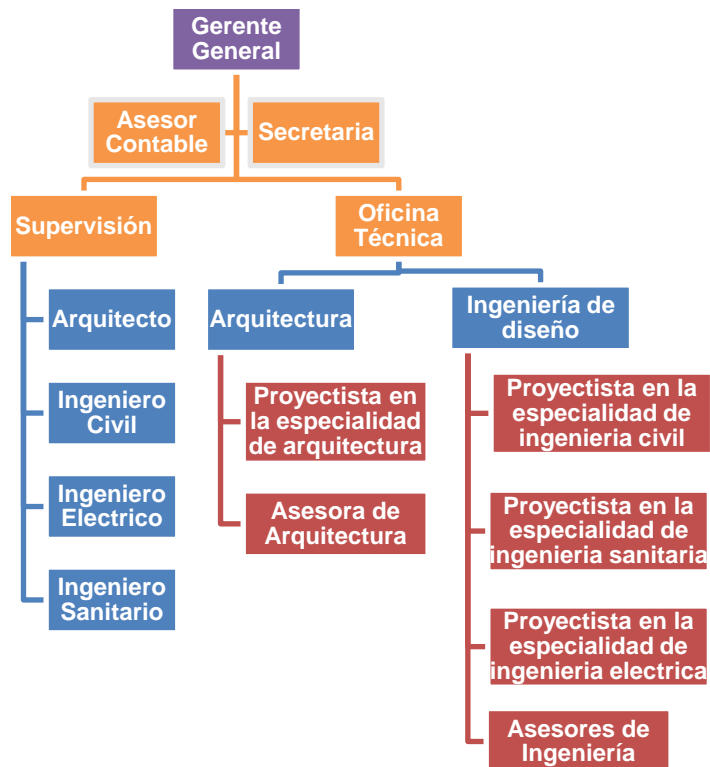 Gerente
General
Asesor
Contable
Secretaria
Supervisión
Oficina
Técnica
Arquitecto
Ingeniero
Civil
Ingeniero
Electrico
Ingeniero
Sanitario
Arquitectura
Proyectista en
la especialidad
de arquitectura
Asesora de
Arquitectura
Ingeniería de
diseño
Proyectista en la
especialidad de
ingenieria civil
Proyectista en la
especialidad de
ingenieria sanitaria
Proyectista en la
especialidad de
ingenieria electrica
Asesores de
Ingeniería